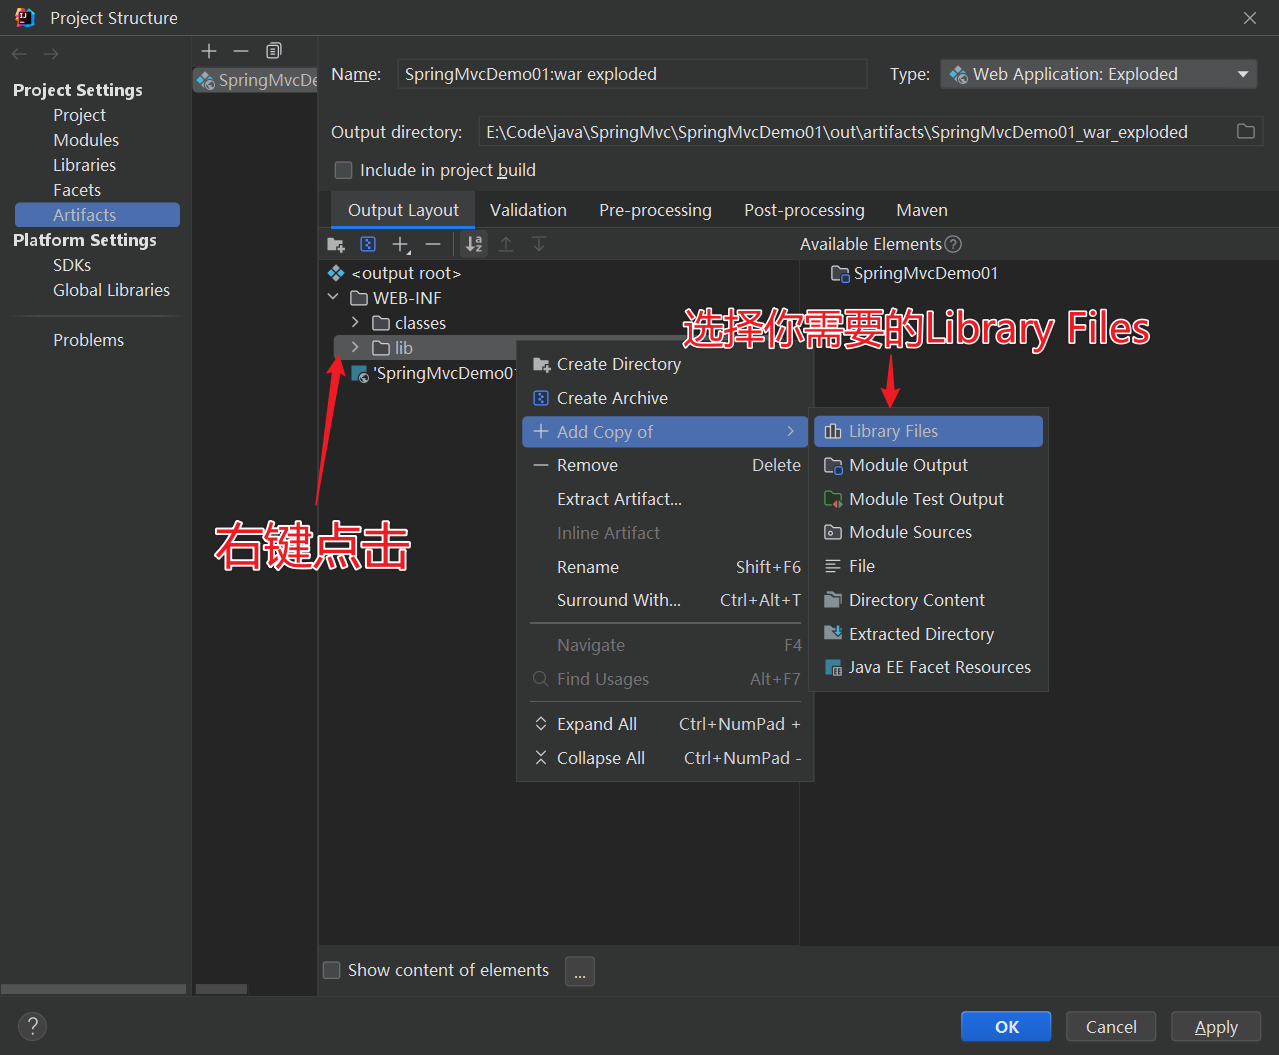 Project Structure
Project Settings
Project
Modules
Libraries
Facets
Artifacts
Platform Settings
SDKs
Global Libraries
Problems
SpringMvcDe
Name: SpringMvcDemo01:war exploded Type: Web Application: Exploded
Output directory: E:\Code\java\SpringMvc\SpringMvcDemo01\out\artifacts\SpringMvcDemo01_war_exploded
Include in project build
Output Layout Validation Pre-processing Post-processing Maven
Available Elements ?
<output root>
WEB-INF
classes
lib
'SpringMvcDemo01
SpringMvcDemo01
选择你需要的Library Files
右键点击
Create Directory
Create Archive
Add Copy of
Remove Delete
Extract Artifact...
Inline Artifact
Rename Shift+F6
Surround With... Ctrl+Alt+T
Navigate F4
Find Usages Alt+F7
Expand All Ctrl+NumPad +
Collapse All Ctrl+NumPad -
Library Files
Module Output
Module Test Output
Module Sources
File
Directory Content
Extracted Directory
Java EE Facet Resources
Show content of elements ...
? OK Cancel Apply